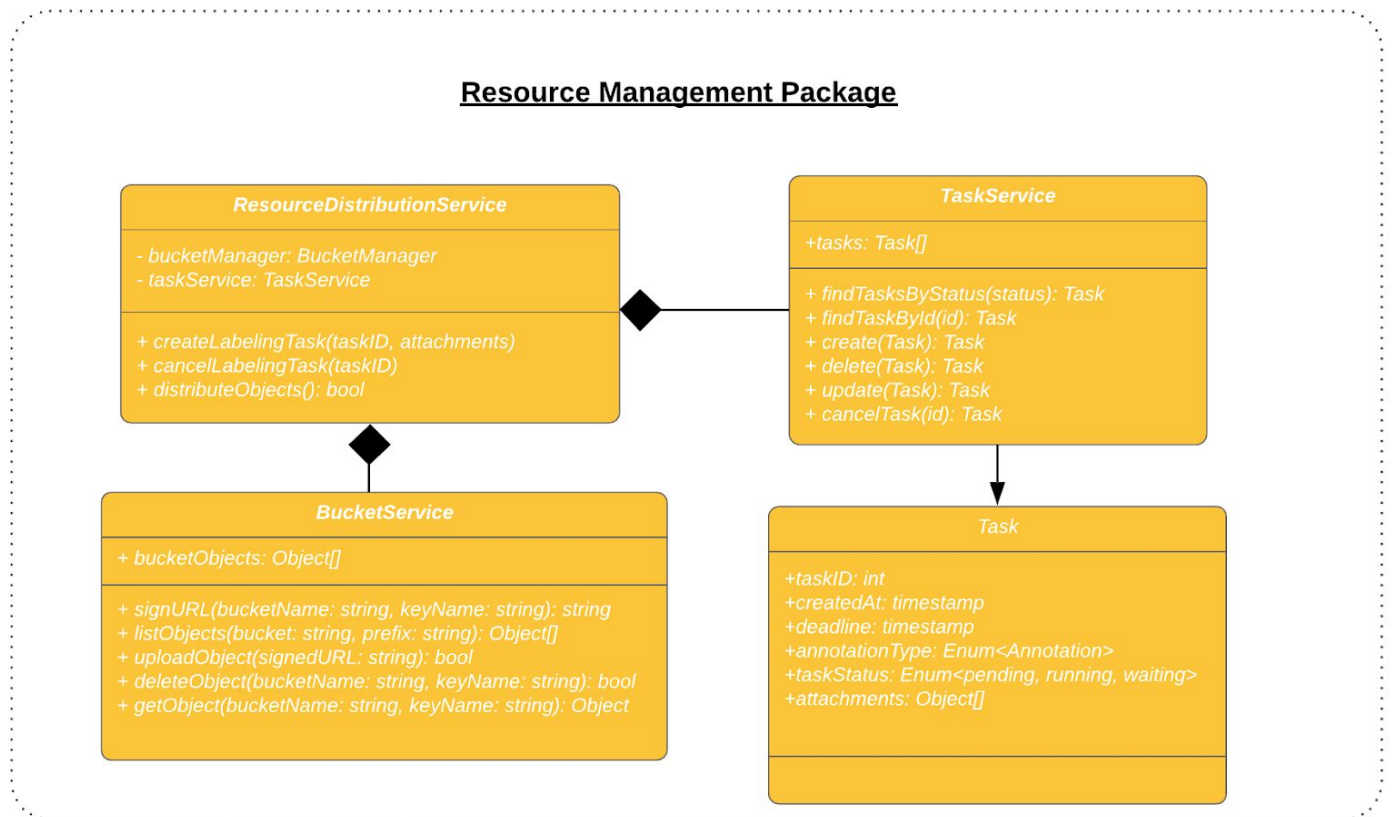 Resource Management Package
ResourceDistributionService
- bucketManager: BucketManager
- taskService: TaskService
+ createLabelingTask(taskID, attachments)
+ cancelLabelingTask(taskID)
+ distributeObjects(): bool
TaskService
+tasks: Task[]
+ findTasksByStatus(status): Task
+ findTaskById(id): Task
+ create(Task): Task
+ delete(Task): Task
+ update(Task): Task
+ cancelTask(id): Task
BucketService
+ bucketObjects: Object[]
+ signURL(bucketName: string, keyName: string): string
+ listObjects(bucket: string, prefix: string): Object[]
+ uploadObject(signedURL: string): bool
+ deleteObject(bucketName: string, keyName: string): bool
+ getObject(bucketName: string, keyName: string): Object
Task
+taskID: int
+createdAt: timestamp
+deadline: timestamp
+annotationType: Enum<Annotation>
+taskStatus: Enum<pending, running, waiting>
+attachments: Object[]